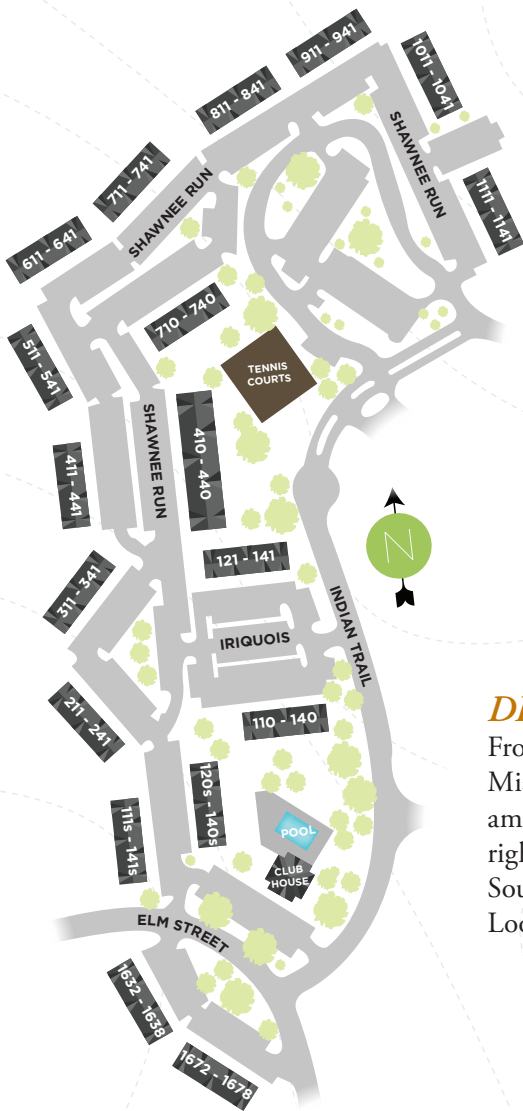 911 - 941
1011 - 1041
811 - 841
SHAWNEE RUN
711 - 741
SHAWNEE RUN
1111 - 1141
611 - 641
710 - 740
511 - 541
TENNIS
COURTS
SHAWNEE RUN
410 - 440
411 - 441
N
121 - 141
311 - 341
INDIAN TRAIL
IRIQUOIS
211 - 241
110 - 140
120s - 140s
111s - 141s
POOL
CLUB
HOUSE
ELM STREET
1632 - 1638
1672 - 1678
Fro
Mi
am
righ
Sou
Loc